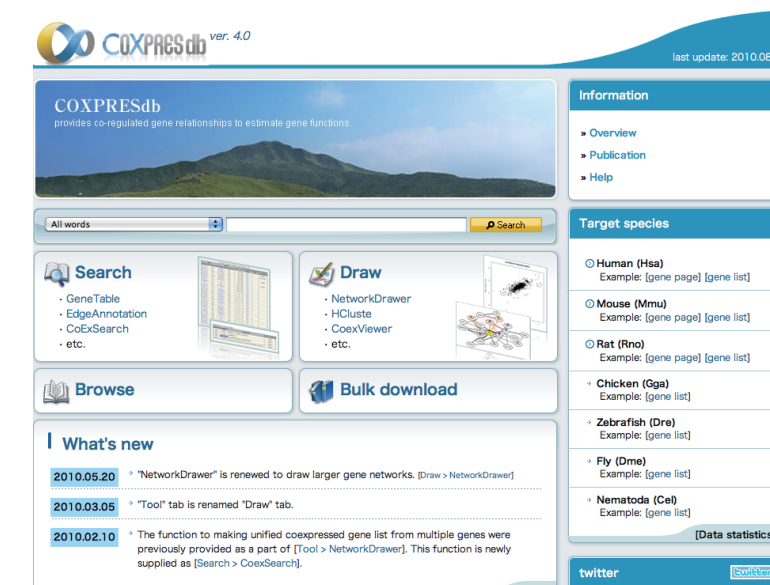 COXPRESdb ver. 4.0
last update: 2010.08
COXPRESdb
provides co-regulated gene relationships to estimate gene functions.
All words
Search
Search
· GeneTable
· EdgeAnnotation
· CoExSearch
· etc.
Draw
· NetworkDrawer
· HCluste
· CoexViewer
· etc.
Browse
Bulk download
What's new
2010.05.20 "NetworkDrawer" is renewed to draw larger gene networks. [Draw > NetworkDrawer]
2010.03.05 "Tool" tab is renamed "Draw" tab.
2010.02.10 The function to making unified coexpressed gene list from multiple genes were
previously provided as a part of [Tool > NetworkDrawer]. This function is newly
supplied as [Search > CoexSearch].
Information
» Overview
» Publication
» Help
Target species
Human (Hsa)
Example: [gene page] [gene list]
Mouse (Mmu)
Example: [gene page] [gene list]
Rat (Rno)
Example: [gene page] [gene list]
Chicken (Gga)
Example: [gene list]
Zebrafish (Dre)
Example: [gene list]
Fly (Dme)
Example: [gene list]
Nematoda (Cel)
Example: [gene list]
[Data statistics
twitter
twitter